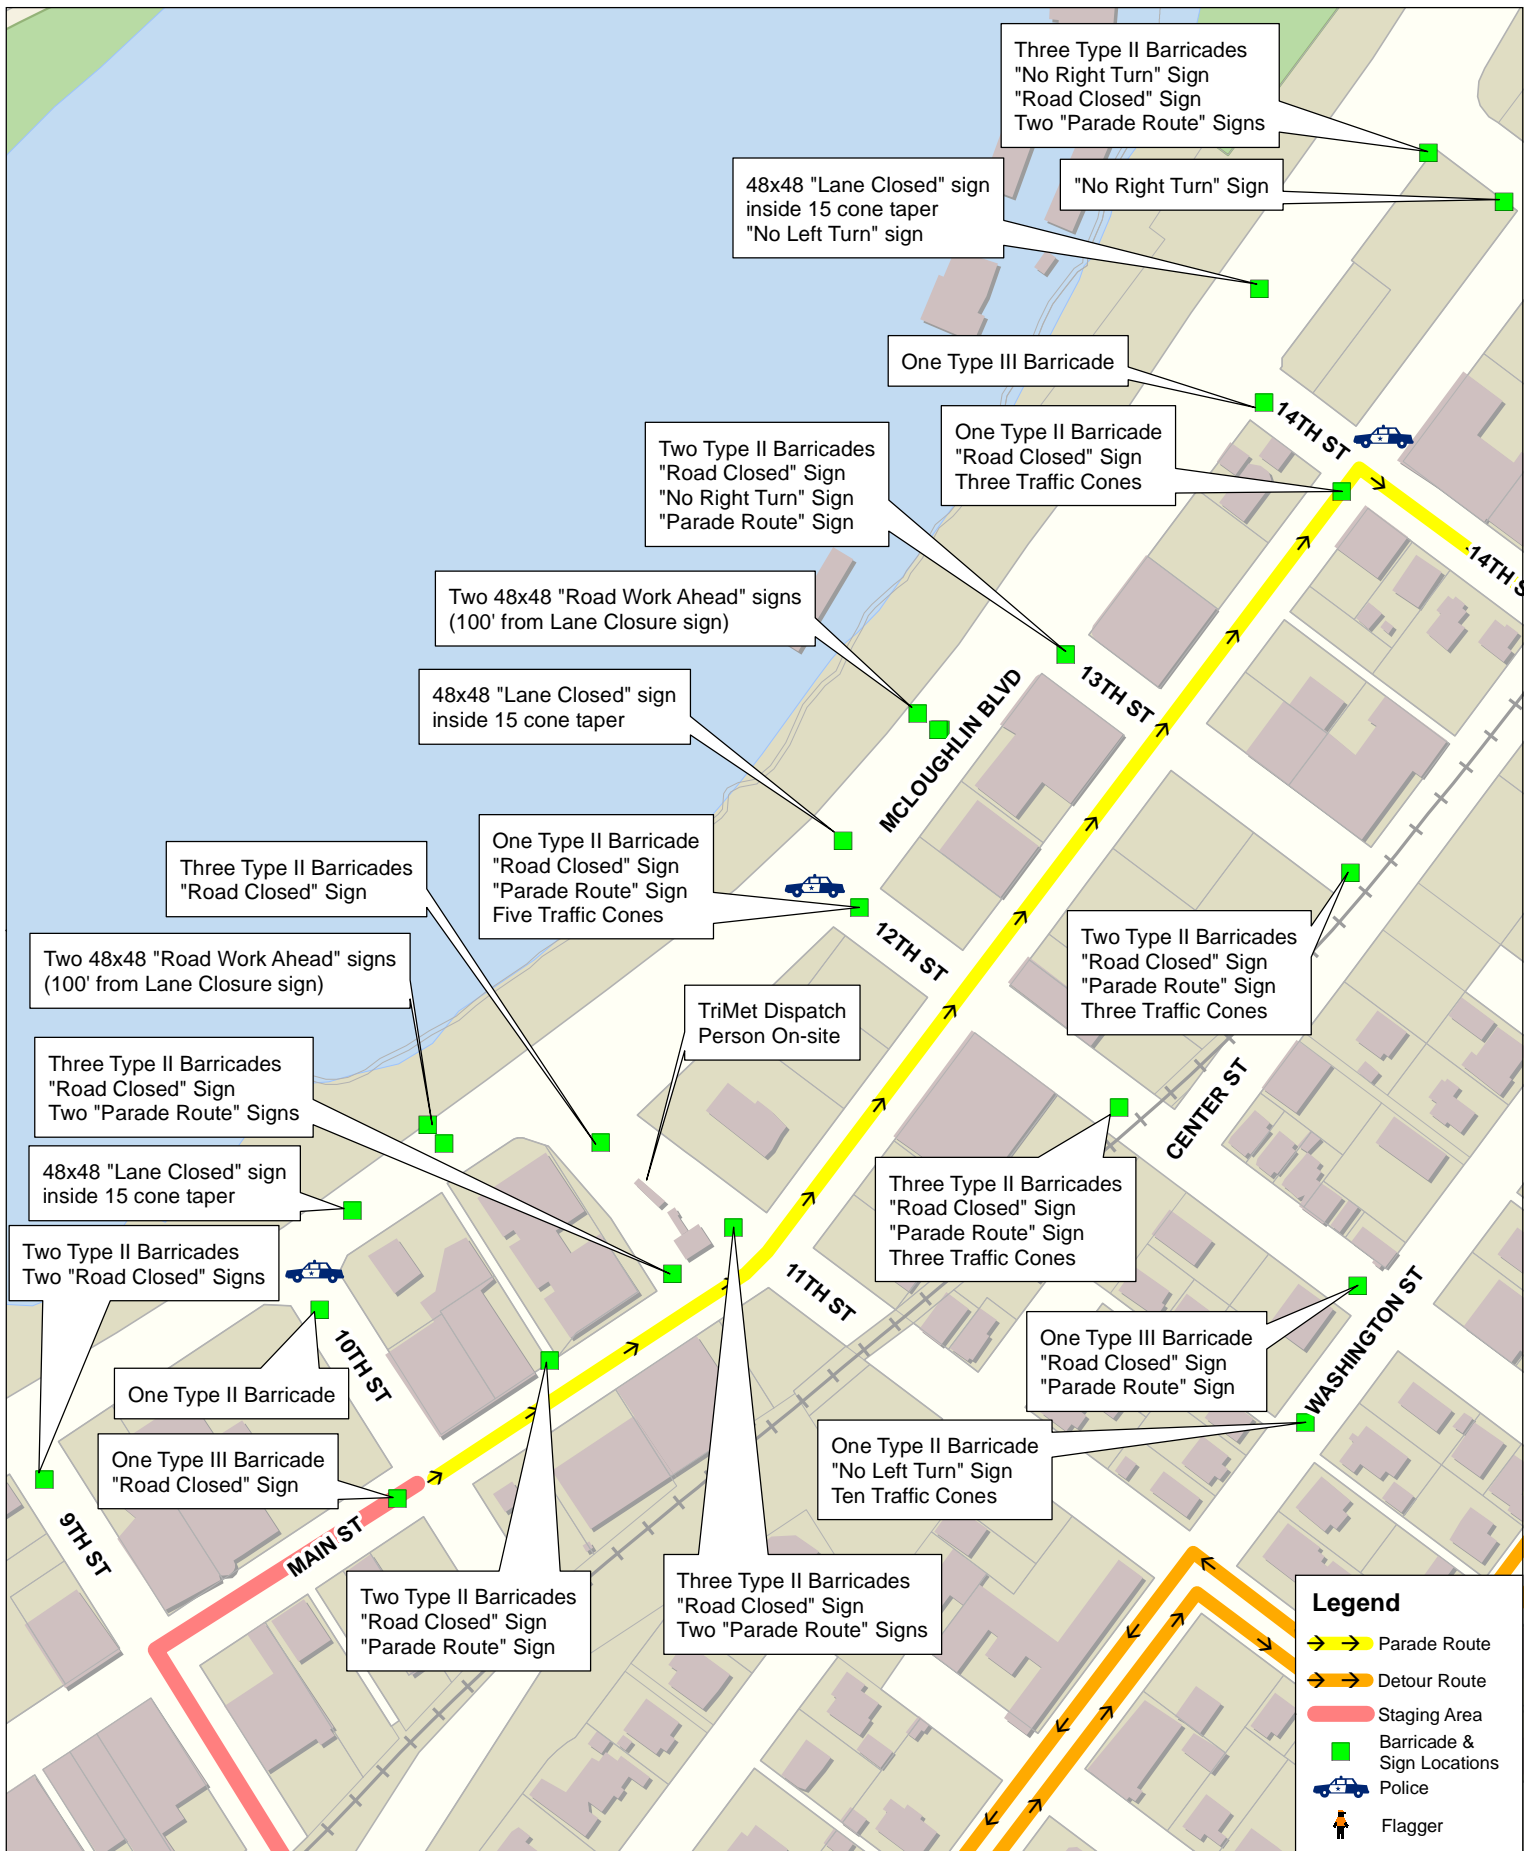 Three Type II Barricades
"No Right Turn" Sign
"Road Closed" Sign
Two "Parade Route" Signs
48x48 "Lane Closed" sign
inside 15 cone taper
"No Left Turn" sign
"No Right Turn" Sign
One Type III Barricade
14TH ST
One Type II Barricade
"Road Closed" Sign
Three Traffic Cones
Two Type II Barricades
"Road Closed" Sign
"No Right Turn" Sign
"Parade Route" Sign
14TH S
Two 48x48 "Road Work Ahead" signs
(100' from Lane Closure sign)
13TH ST
MCLOUGHLIN BLVD
48x48 "Lane Closed" sign
inside 15 cone taper
One Type II Barricade
"Road Closed" Sign
"Parade Route" Sign
Five Traffic Cones
Three Type II Barricades
"Road Closed" Sign
12TH ST
Two Type II Barricades
"Road Closed" Sign
"Parade Route" Sign
Three Traffic Cones
Two 48x48 "Road Work Ahead" signs
(100' from Lane Closure sign)
TriMet Dispatch
Person On-site
Three Type II Barricades
"Road Closed" Sign
Two "Parade Route" Signs
CENTER ST
48x48 "Lane Closed" sign
inside 15 cone taper
Three Type II Barricades
"Road Closed" Sign
"Parade Route" Sign
Three Traffic Cones
Two Type II Barricades
Two "Road Closed" Signs
11TH ST
One Type III Barricade
"Road Closed" Sign
"Parade Route" Sign
WASHINGTON ST
10TH ST
One Type II Barricade
One Type III Barricade
"Road Closed" Sign
One Type II Barricade
"No Left Turn" Sign
Ten Traffic Cones
9TH ST
MAIN ST
Two Type II Barricades
"Road Closed" Sign
"Parade Route" Sign
Three Type II Barricades
"Road Closed" Sign
Two "Parade Route" Signs
Legend
Parade Route
Detour Route
Staging Area
Barricade &
Sign Locations
Police
Flagger